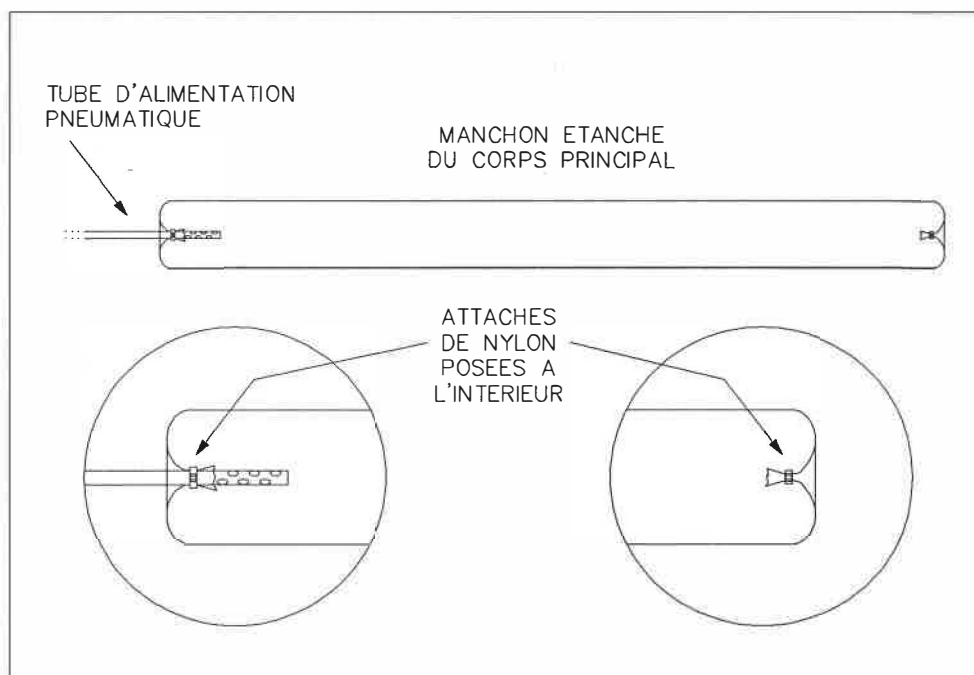 TUBE D'ALIMENTATION
PNEUMATIQUE
MANCHON ETANCHE
DU CORPS PRINCIPAL
ATTACHES
DE NYLON
POSEES A
L'INTERIEUR